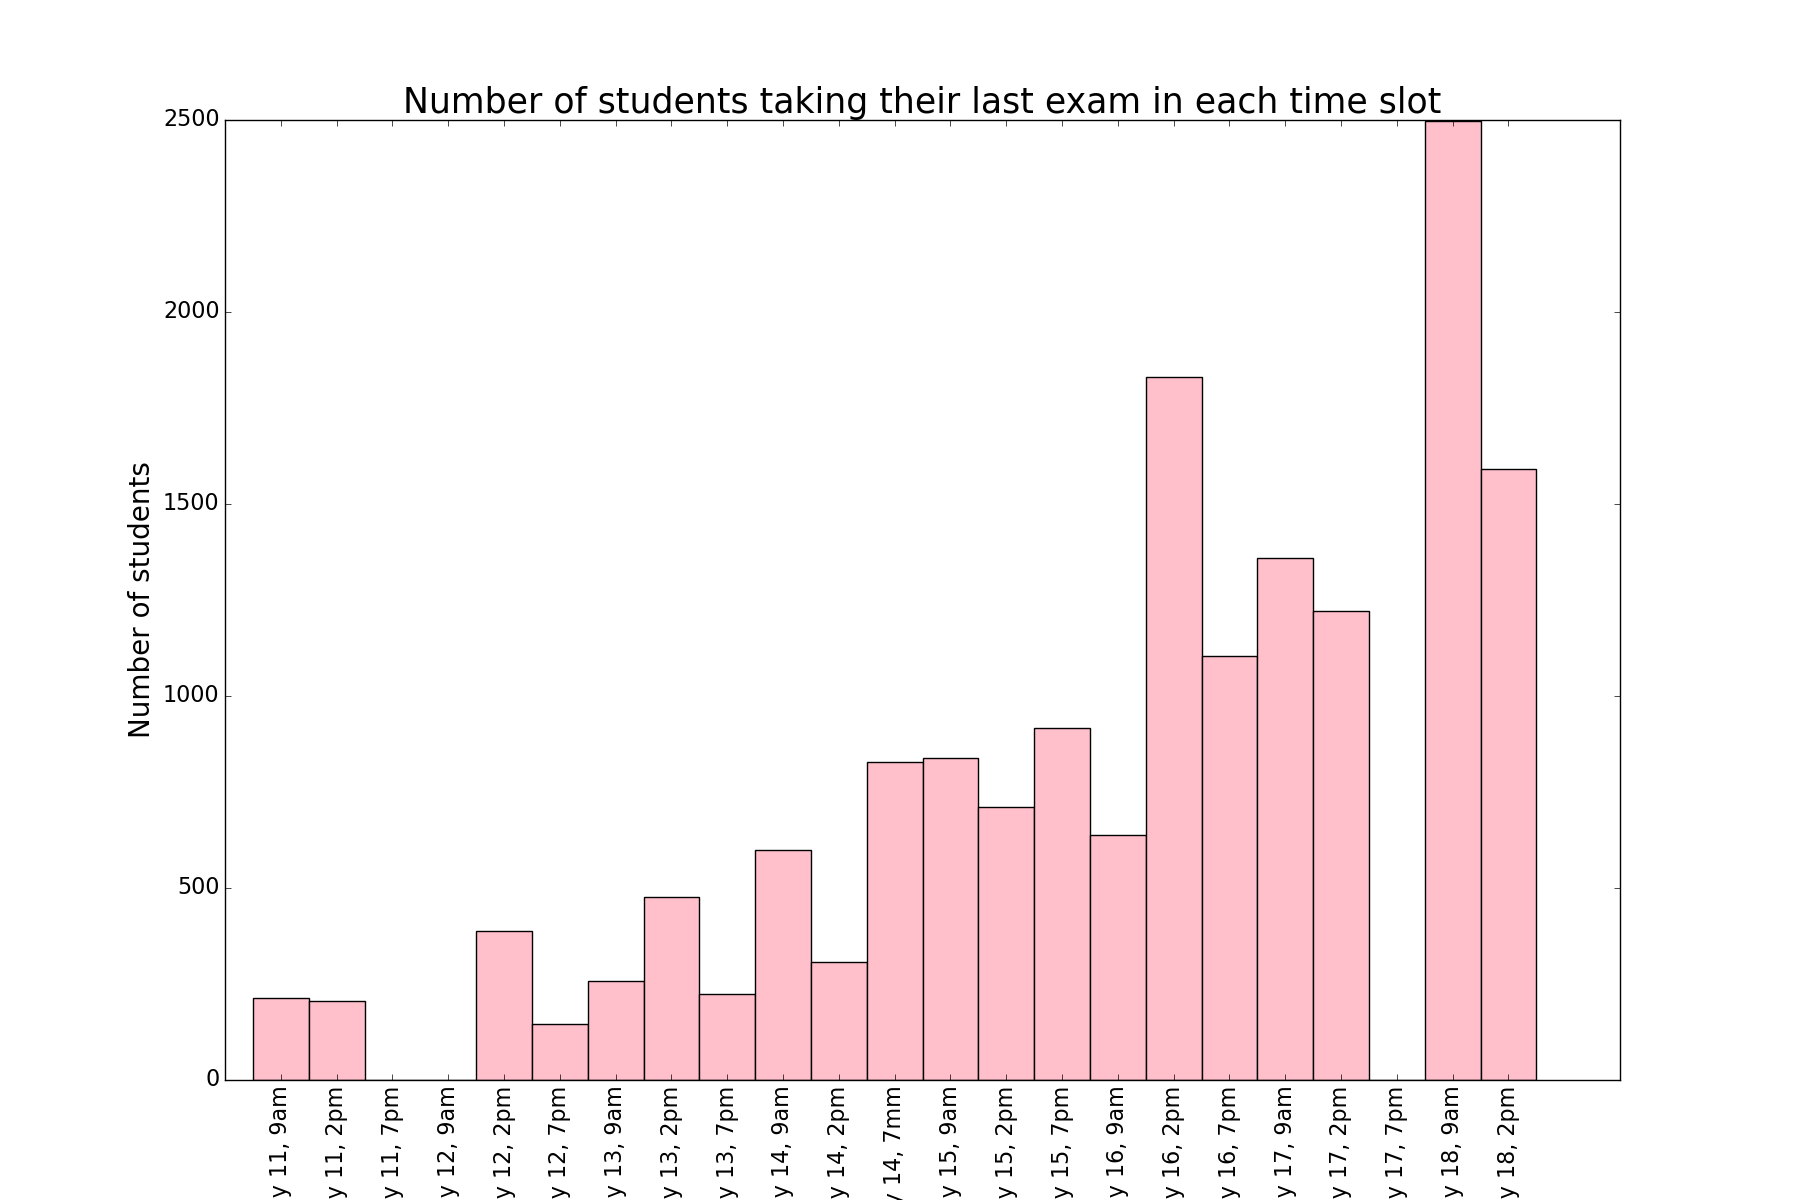 Number of students taking their last exam in each time slot
Number of students
2500
2000
1500
1000
500
0
y 11, 9am
y 11, 2pm
y 11, 7pm
y 12, 9am
y 12, 2pm
y 12, 7pm
y 13, 9am
y 13, 2pm
y 13, 7pm
y 14, 9am
y 14, 2pm
y 14, 7mm
y 15, 9am
y 15, 2pm
y 15, 7pm
y 16, 9am
y 16, 2pm
y 16, 7pm
y 17, 9am
y 17, 2pm
y 17, 7pm
y 18, 9am
y 18, 2pm